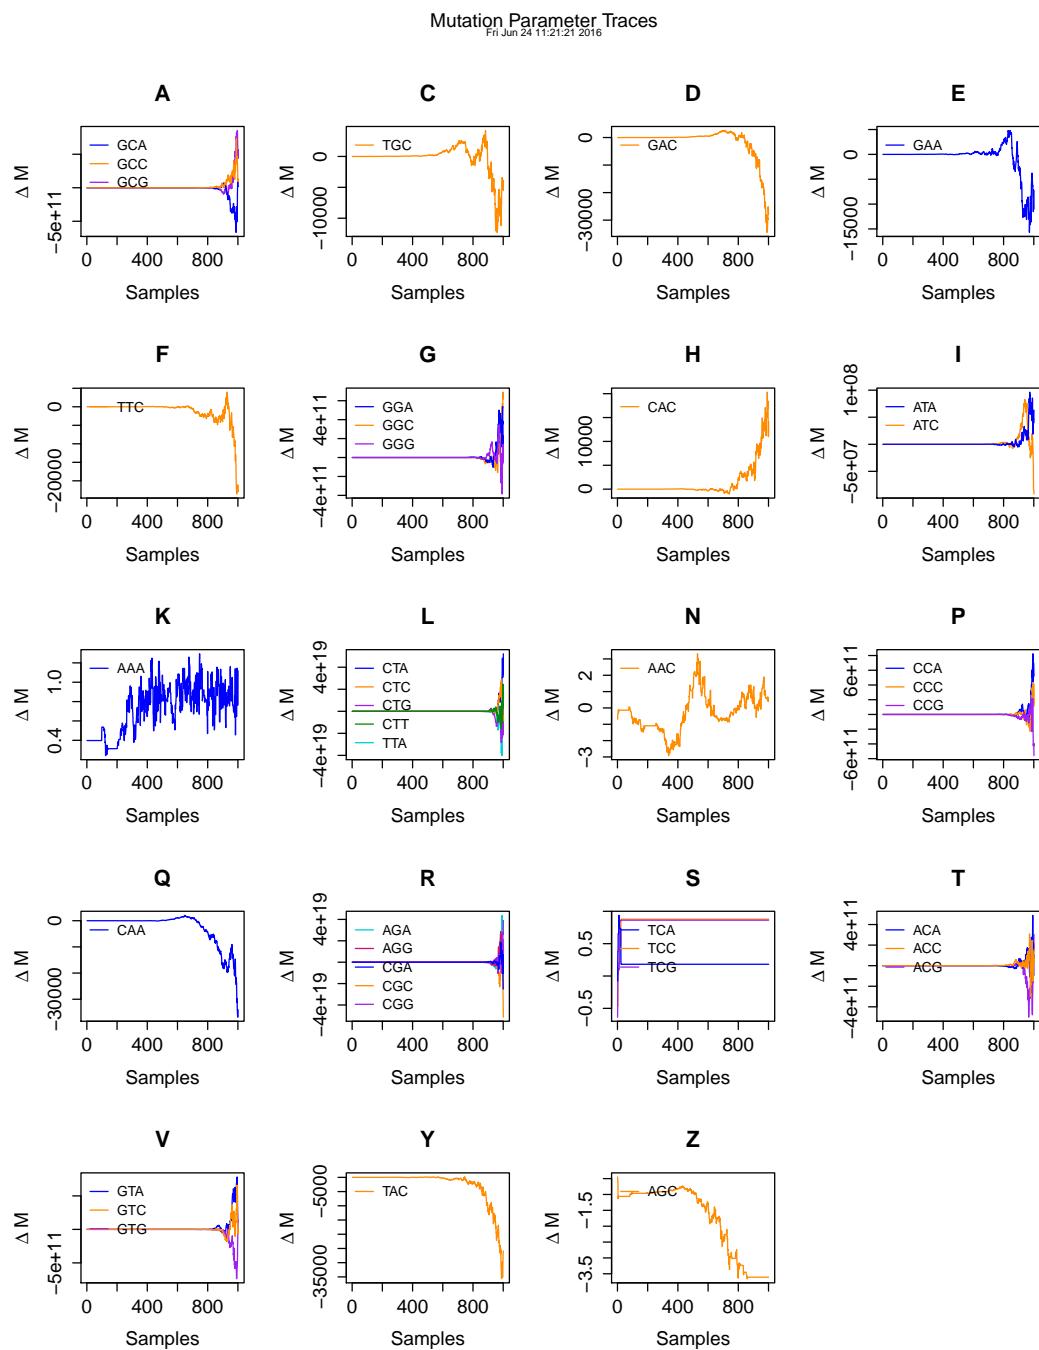 Mutation Parameter Traces
Fri Jun 24 11:21:21 2016
A
C
D
E
GCA
GCC
GCG
TGC
GAC
GAA
Δ M
−5e+11
Δ M
−10000
0
Δ M
−30000
0
Δ M
−15000
0
0 400 800
0 400 800
0 400 800
0 400 800
Samples
Samples
Samples
Samples
F
G
H
I
TTC
GGA
GGC
GGG
CAC
ATA
ATC
Δ M
−20000
0
Δ M
−4e+11
4e+11
Δ M
0
10000
Δ M
−5e+07
1e+08
0 400 800
0 400 800
0 400 800
0 400 800
Samples
Samples
Samples
Samples
K
L
N
P
AAA
CTA
CTC
CTG
CTT
TTA
AAC
CCA
CCC
CCG
Δ M
0.4
1.0
Δ M
−4e+19
4e+19
Δ M
−3
0
2
Δ M
−6e+11
6e+11
0 400 800
0 400 800
0 400 800
0 400 800
Samples
Samples
Samples
Samples
Q
R
S
T
CAA
AGA
AGG
CGA
CGC
CGG
TCA
TCC
TCG
ACA
ACC
ACG
Δ M
−30000
0
Δ M
−4e+19
4e+19
Δ M
−0.5
0.5
Δ M
−4e+11
4e+11
0 400 800
0 400 800
0 400 800
0 400 800
Samples
Samples
Samples
Samples
V
Y
Z
GTA
GTC
GTG
TAC
AGC
Δ M
−5e+11
Δ M
−35000
−5000
Δ M
−3.5
−1.5
0 400 800
0 400 800
0 400 800
Samples
Samples
Samples